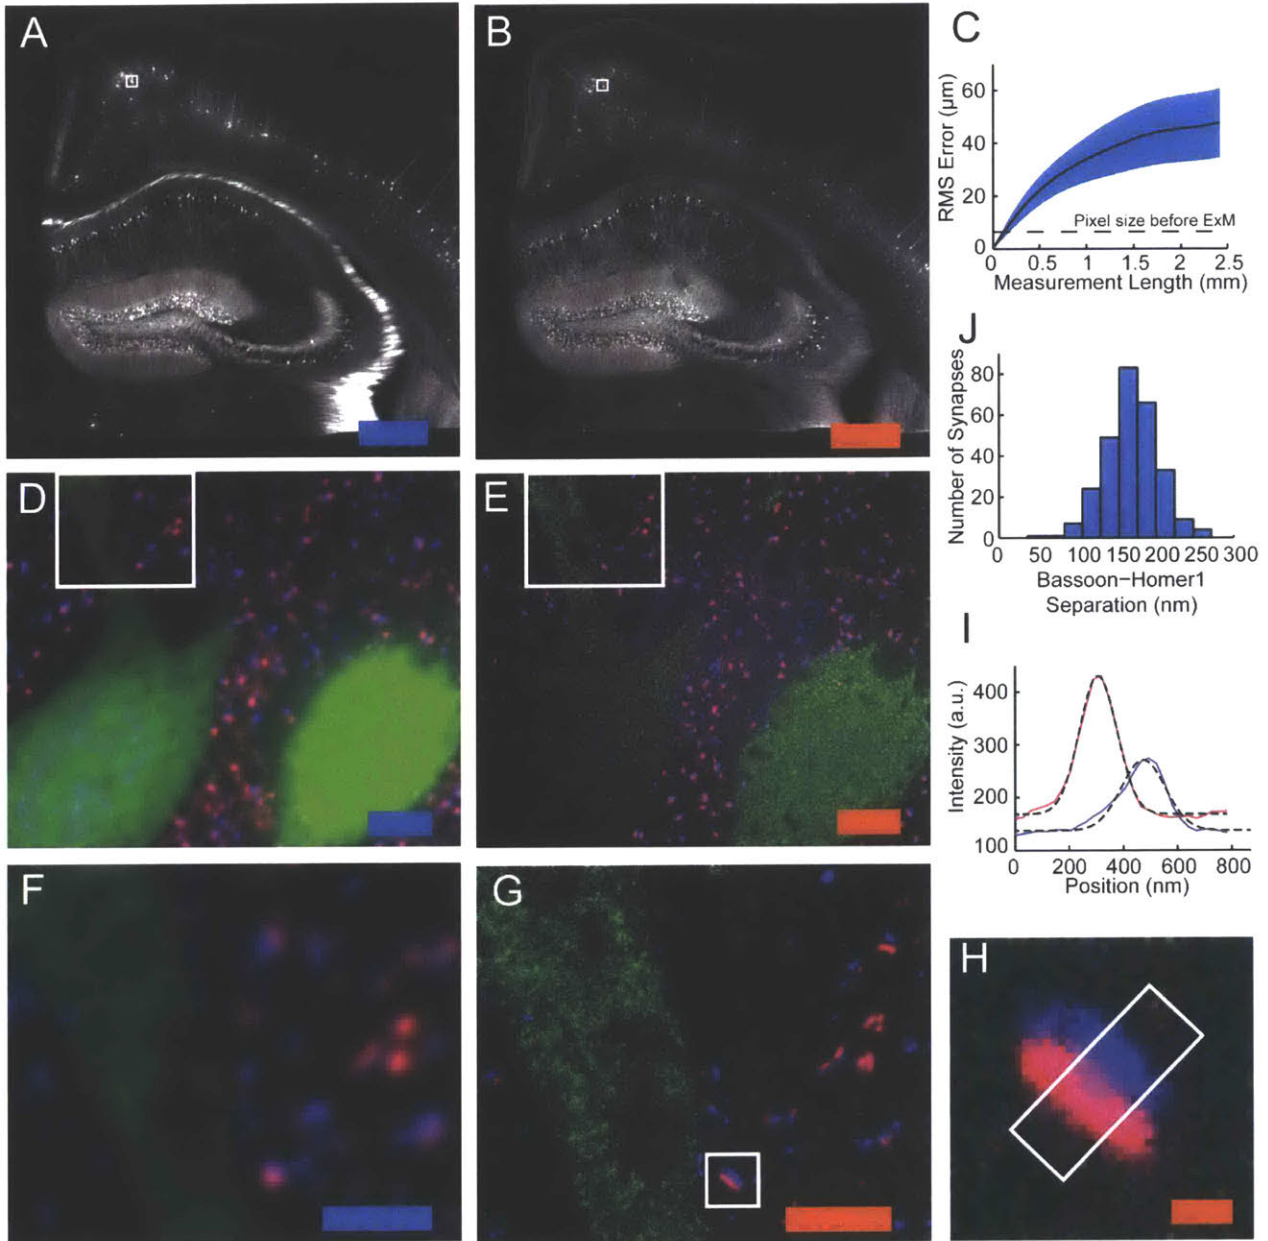 A
B
C
RMS Error (µm)
60
40
20
0
Pixel size before ExM
0 0.5 1 1.5 2 2.5
Measurement Length (mm)
J
Number of Synapses
80
60
40
20
0
0 50 100 150 200 300
Bassoon−Homer1
Separation (nm)
D
E
I
Intensity (a.u.)
400
300
200
100
0 200 400 600 800
Position (nm)
F
G
H